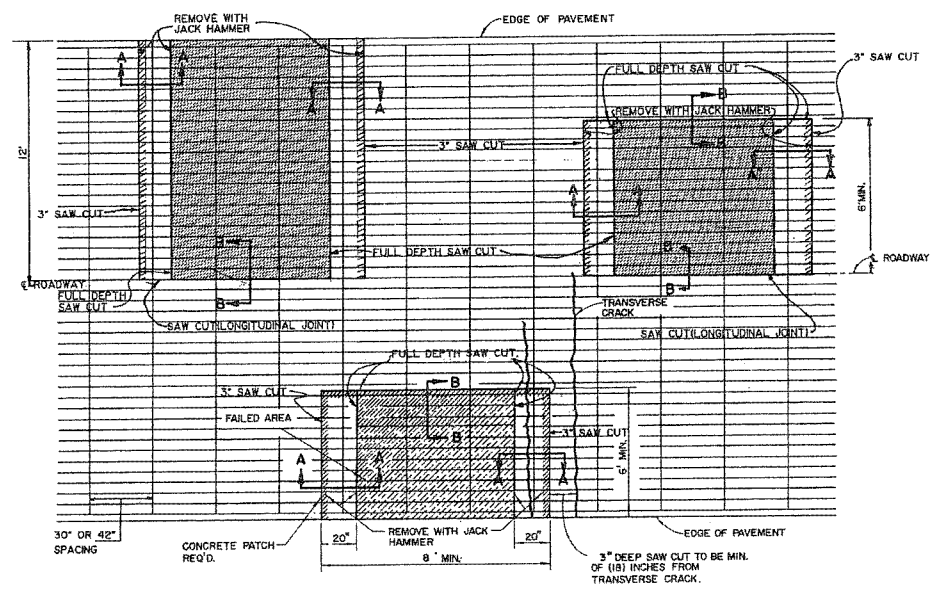 REMOVE WITH
JACK HAMMER
EDGE OF PAVEMENT
3" SAW CUT
A A
A A
FULL DEPTH SAW CUT
B
REMOVE WITH JACK HAMMER
B
12'
3" SAW CUT
A A
A
6' MIN.
3" SAW CUT
B
FULL DEPTH SAW CUT
B
℄ ROADWAY
℄ ROADWAY
B
B
FULL DEPTH
SAW CUT
TRANSVERSE
CRACK
SAW CUT(LONGITUDINAL JOINT)
SAW CUT(LONGITUDINAL JOINT)
FULL DEPTH SAW CUT
B
3" SAW CUT
FAILED AREA
B
3" SAW CUT
A A
A A
6' MIN.
30" OR 42"
SPACING
CONCRETE PATCH
REQ'D.
20"
REMOVE WITH JACK
HAMMER
20"
8' MIN.
EDGE OF PAVEMENT
3" DEEP SAW CUT TO BE MIN.
OF (18) INCHES FROM
TRANSVERSE CRACK.